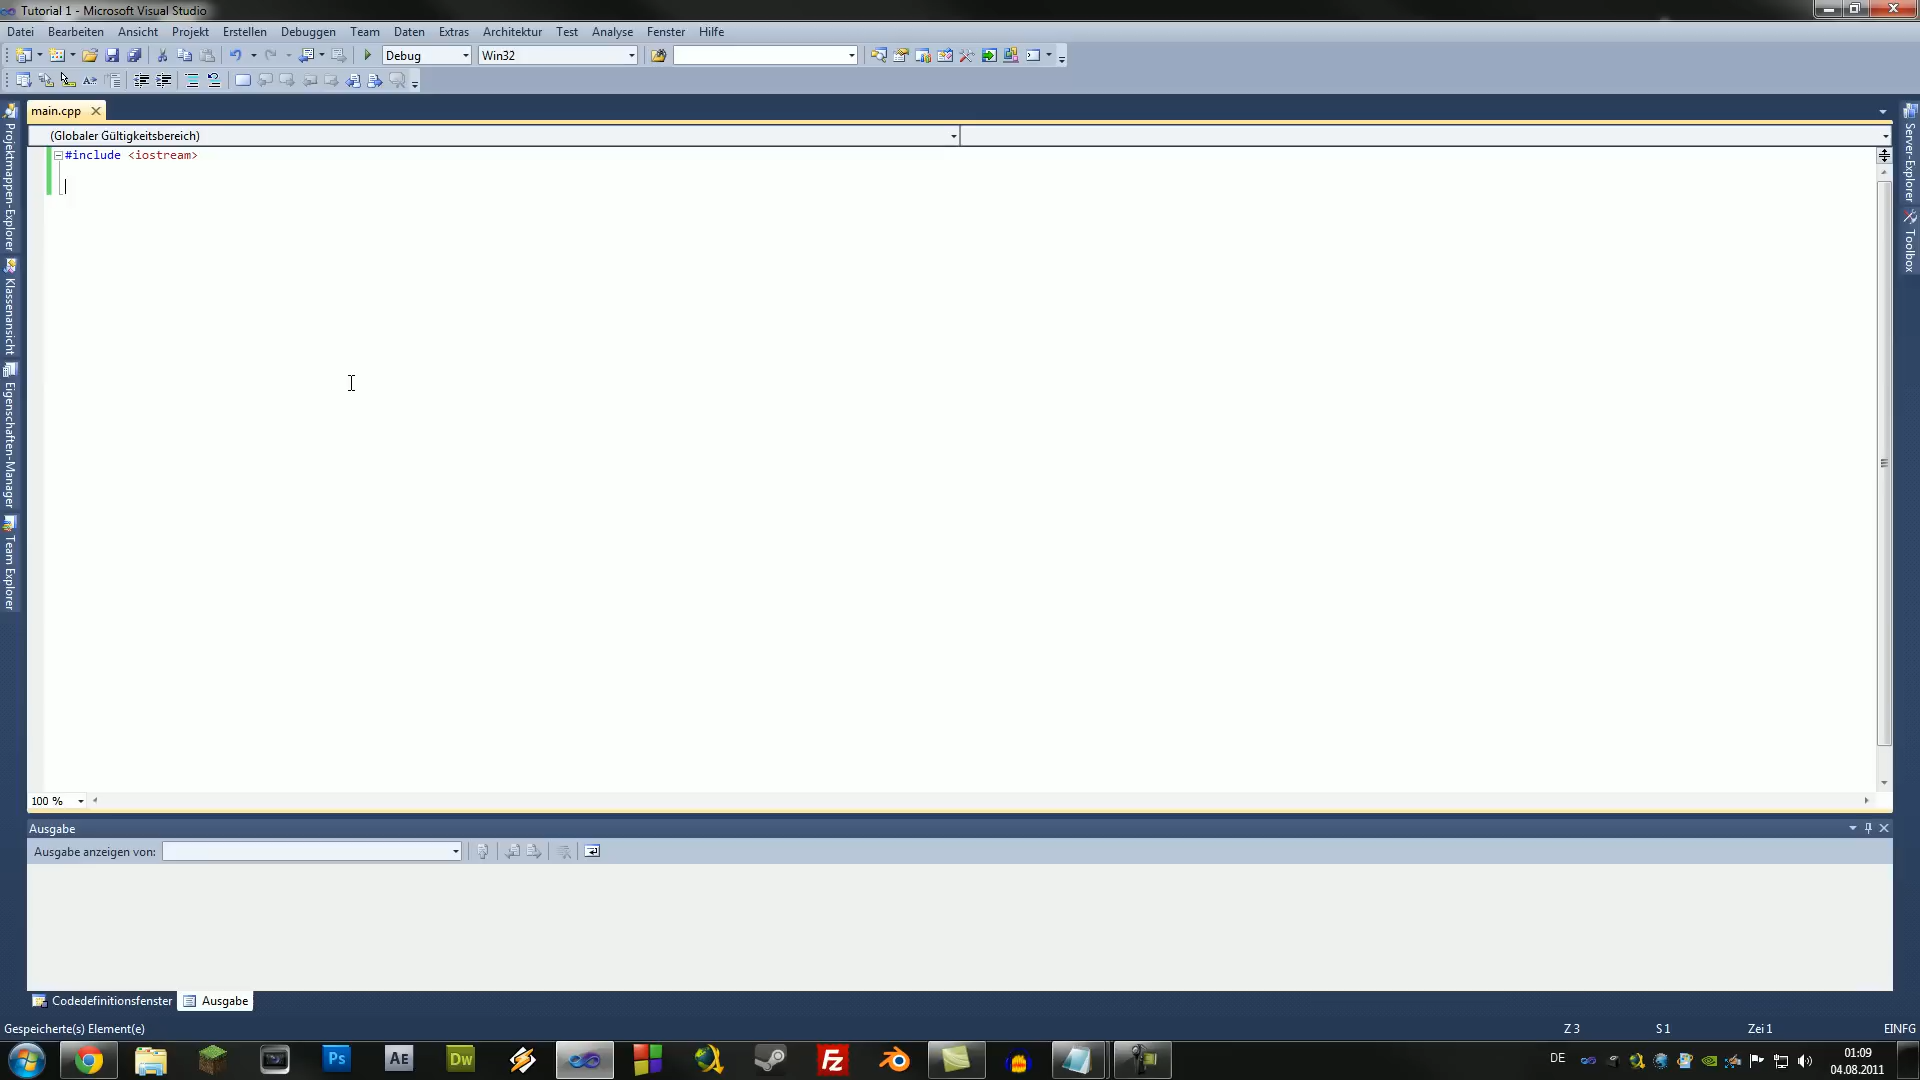 Tutorial 1 - Microsoft Visual Studio
Datei Bearbeiten Ansicht Projekt Erstellen Debuggen Team Daten Extras Architektur Test Analyse Fenster Hilfe
Debug Win32
main.cpp
(Globaler Gültigkeitsbereich)
#include <iostream>
Projektmappen-Explorer
Klassenansicht
Eigenschaften-Manager
Team Explorer
Server-Explorer
Toolbox
100 %
Ausgabe
Ausgabe anzeigen von:
Codedefinitionsfenster Ausgabe
Gespeicherte(s) Element(e) Z 3 S 1 Zei 1 EINFG
Ps AE Dw Fz DE 01:09
04.08.2011